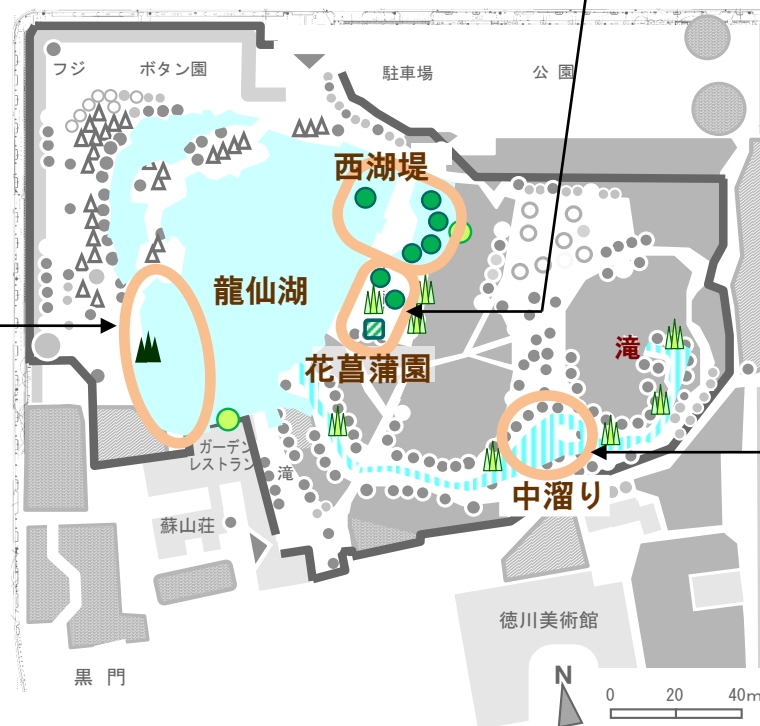 フジ
ボタン園
駐車場
公園
西湖堤
龍仙湖
花菖蒲園
滝
ガーデン
レストラン
滝
中溜り
蘇山荘
徳川美術館
黒門
N
0 20 40m